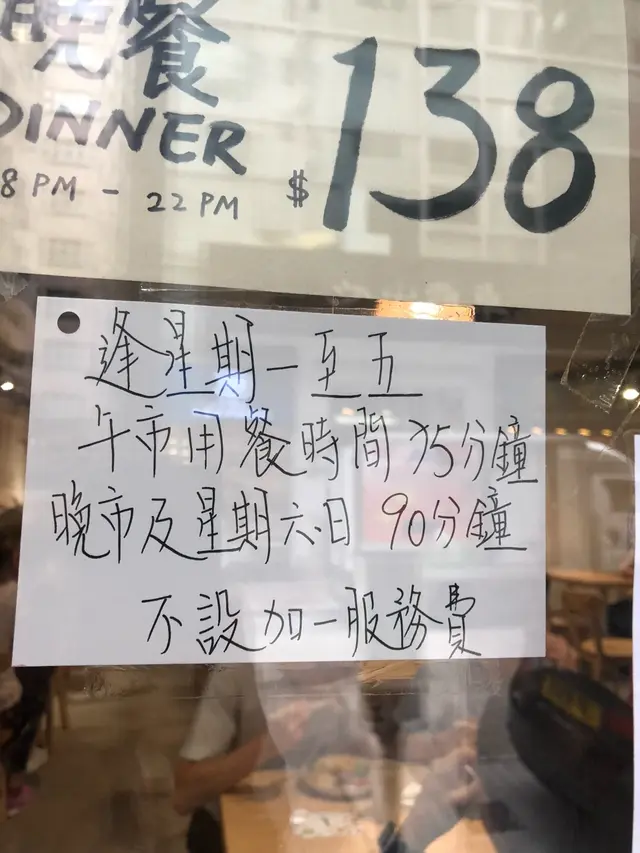 晚餐
DINNER
8 PM - 22 PM
$138
逢星期一至五
午市用餐時間75分鐘
晚市及星期六.日 90分鐘
不設加一服務費